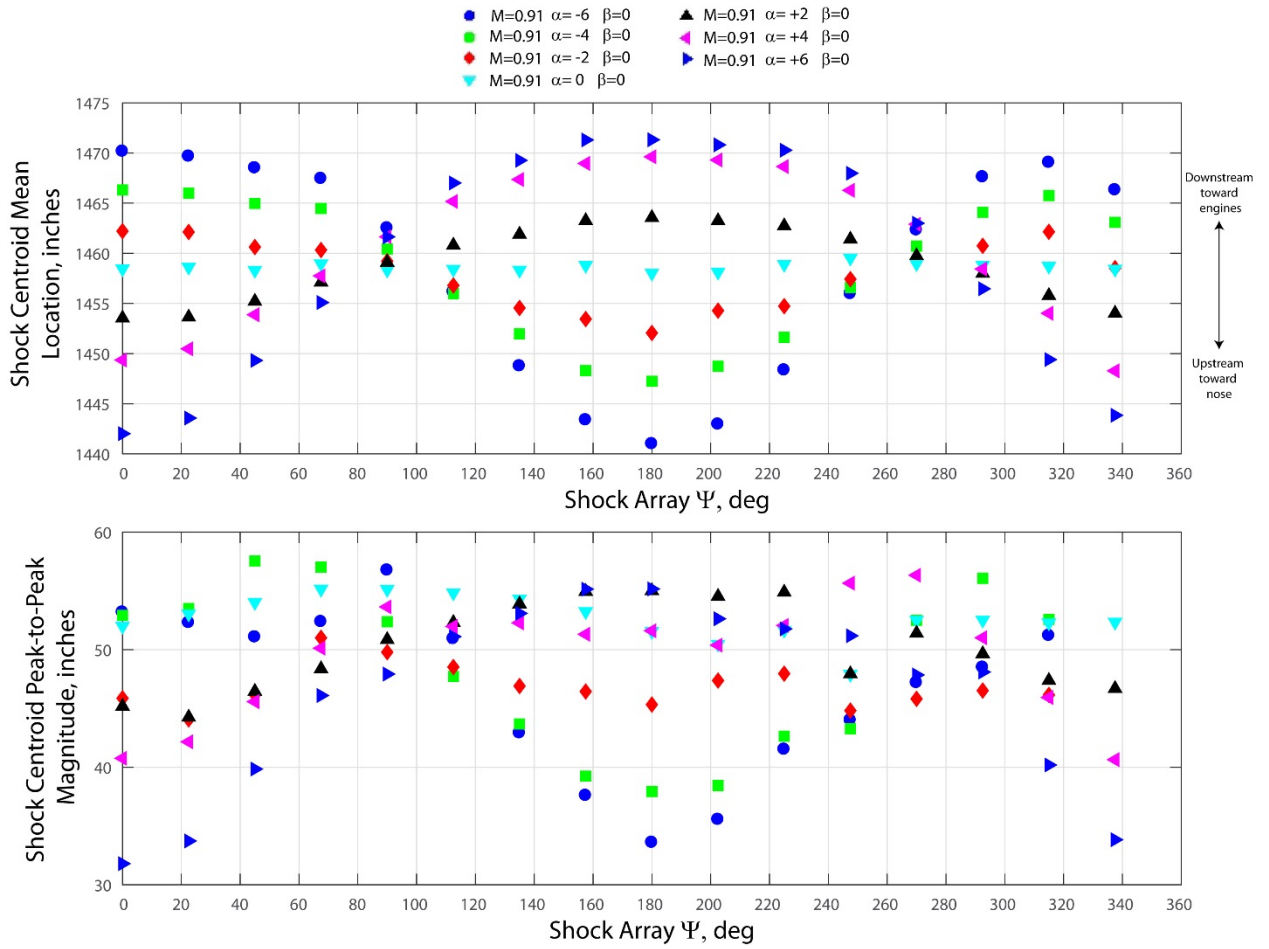 M=0.91 α= -6 β=0
M=0.91 α= -4 β=0
M=0.91 α= -2 β=0
M=0.91 α= 0 β=0
M=0.91 α= +2 β=0
M=0.91 α= +4 β=0
M=0.91 α= +6 β=0
Shock Centroid Mean
Location, inches
1475
1470
1465
1460
1455
1450
1445
1440
0 20 40 60 80 100 120 140 160 180 200 220 240 260 280 300 320 340 360
Shock Array Ψ, deg
Downstream
toward
engines
Upstream
toward
nose
Shock Centroid Peak-to-Peak
Magnitude, inches
60
50
40
30
0 20 40 60 80 100 120 140 160 180 200 220 240 260 280 300 320 340 360
Shock Array Ψ, deg